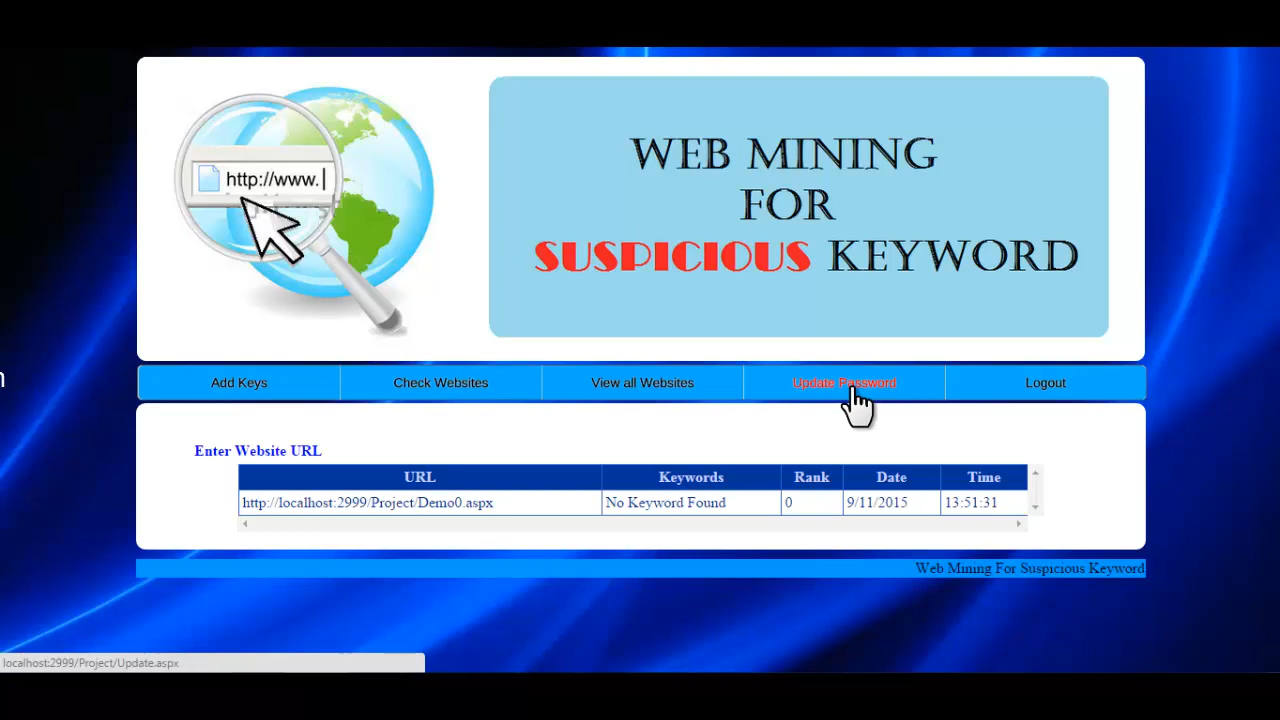 http://www.
WEB MINING
FOR
SUSPICIOUS KEYWORD
n
Add Keys Check Websites View all Websites Update Password Logout
Enter Website URL
URL Keywords Rank Date Time
http://localhost:2999/Project/Demo0.aspx No Keyword Found 0 9/11/2015 13:51:31
Web Mining For Suspicious Keyword
localhost:2999/Project/Update.aspx